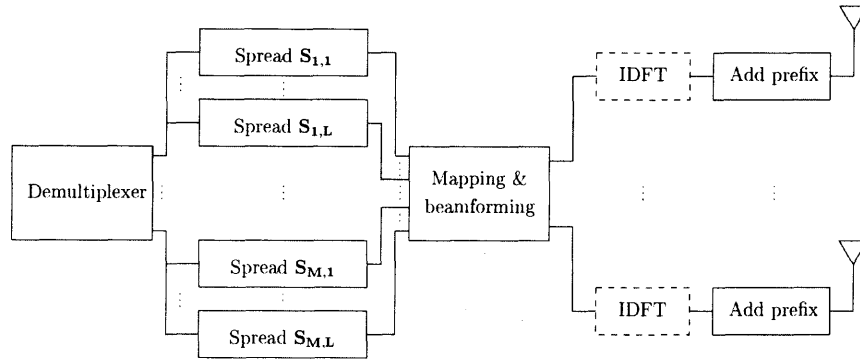 Spread S1,1
IDFT
Add prefix
Spread S1,L
Demultiplexer
Mapping &
beamforming
Spread SM,1
IDFT
Add prefix
Spread SM,L